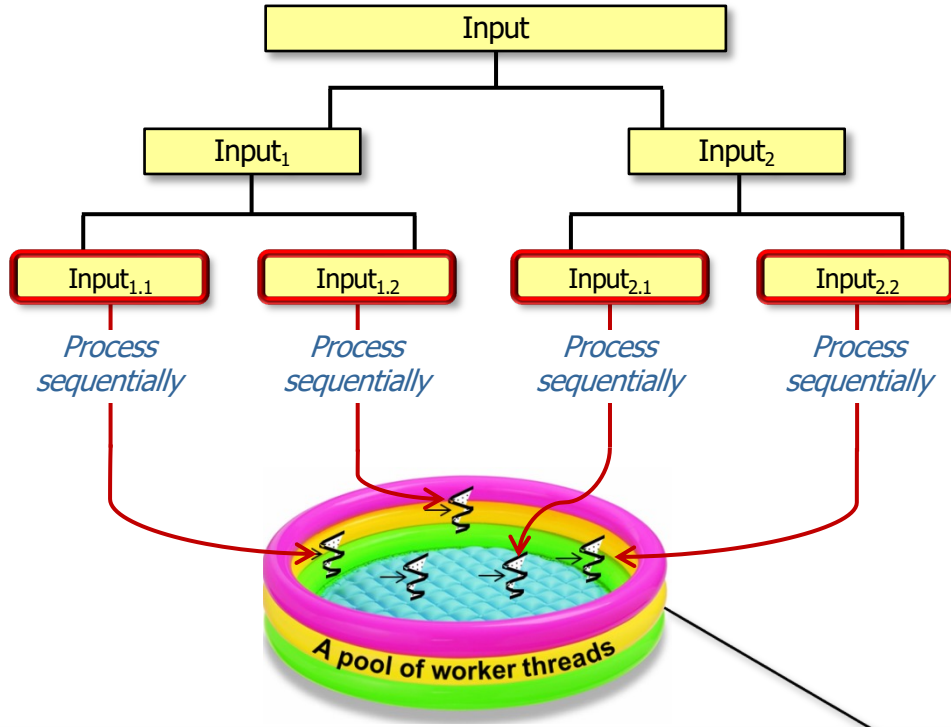 Input
Input₁
Input₂
Input₁.₁
Input₁.₂
Input₂.₁
Input₂.₂
Process
sequentially
Process
sequentially
Process
sequentially
Process
sequentially
A pool of worker threads